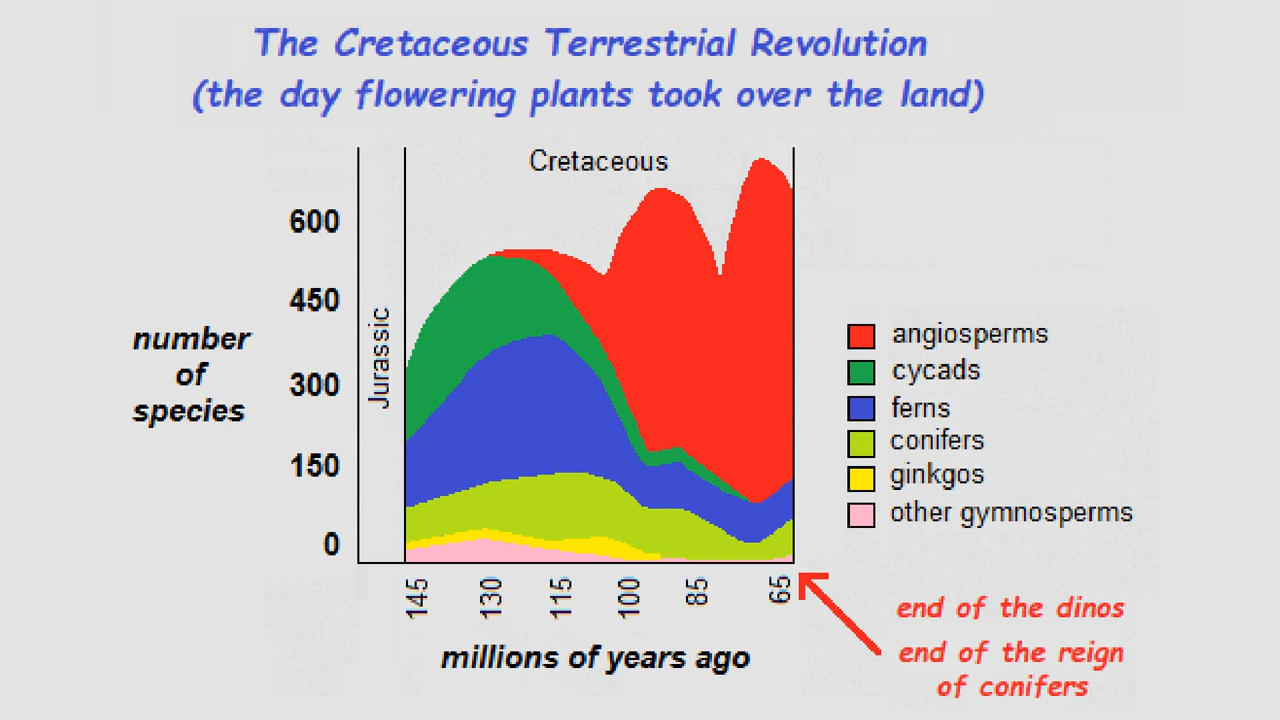 The Cretaceous Terrestrial Revolution
(the day flowering plants took over the land)
Cretaceous
Jurassic
600
450
300
150
0
number
of
species
145
130
115
100
85
65
millions of years ago
angiosperms
cycads
ferns
conifers
ginkgos
other gymnosperms
end of the dinos
end of the reign
of conifers